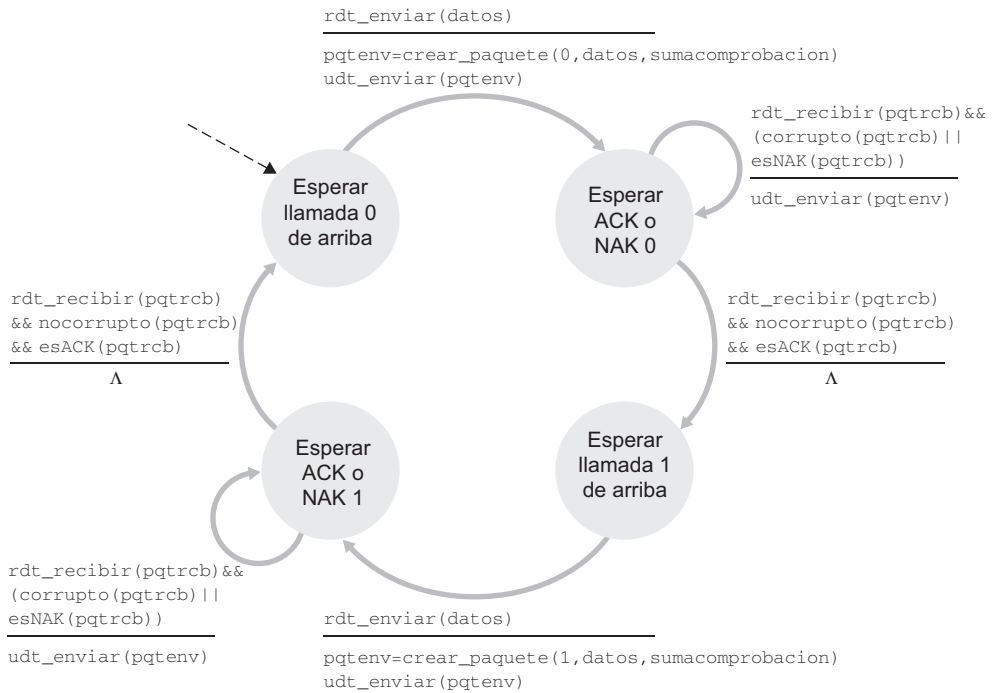 rdt_enviar(datos)
pqtenv=crear_paquete(0,datos,sumacomprobacion)
udt_enviar(pqtenv)
rdt_recibir(pqtrcb)&&
(corrupto(pqtrcb)||
esNAK(pqtrcb))
udt_enviar(pqtenv)
Esperar
llamada 0
de arriba
Esperar
ACK o
NAK 0
rdt_recibir(pqtrcb)
&& nocorrupto(pqtrcb)
&& esACK(pqtrcb)
Λ
rdt_recibir(pqtrcb)
&& nocorrupto(pqtrcb)
&& esACK(pqtrcb)
Λ
Esperar
ACK o
NAK 1
Esperar
llamada 1
de arriba
rdt_recibir(pqtrcb)&&
(corrupto(pqtrcb)||
esNAK(pqtrcb))
udt_enviar(pqtenv)
rdt_enviar(datos)
pqtenv=crear_paquete(1,datos,sumacomprobacion)
udt_enviar(pqtenv)